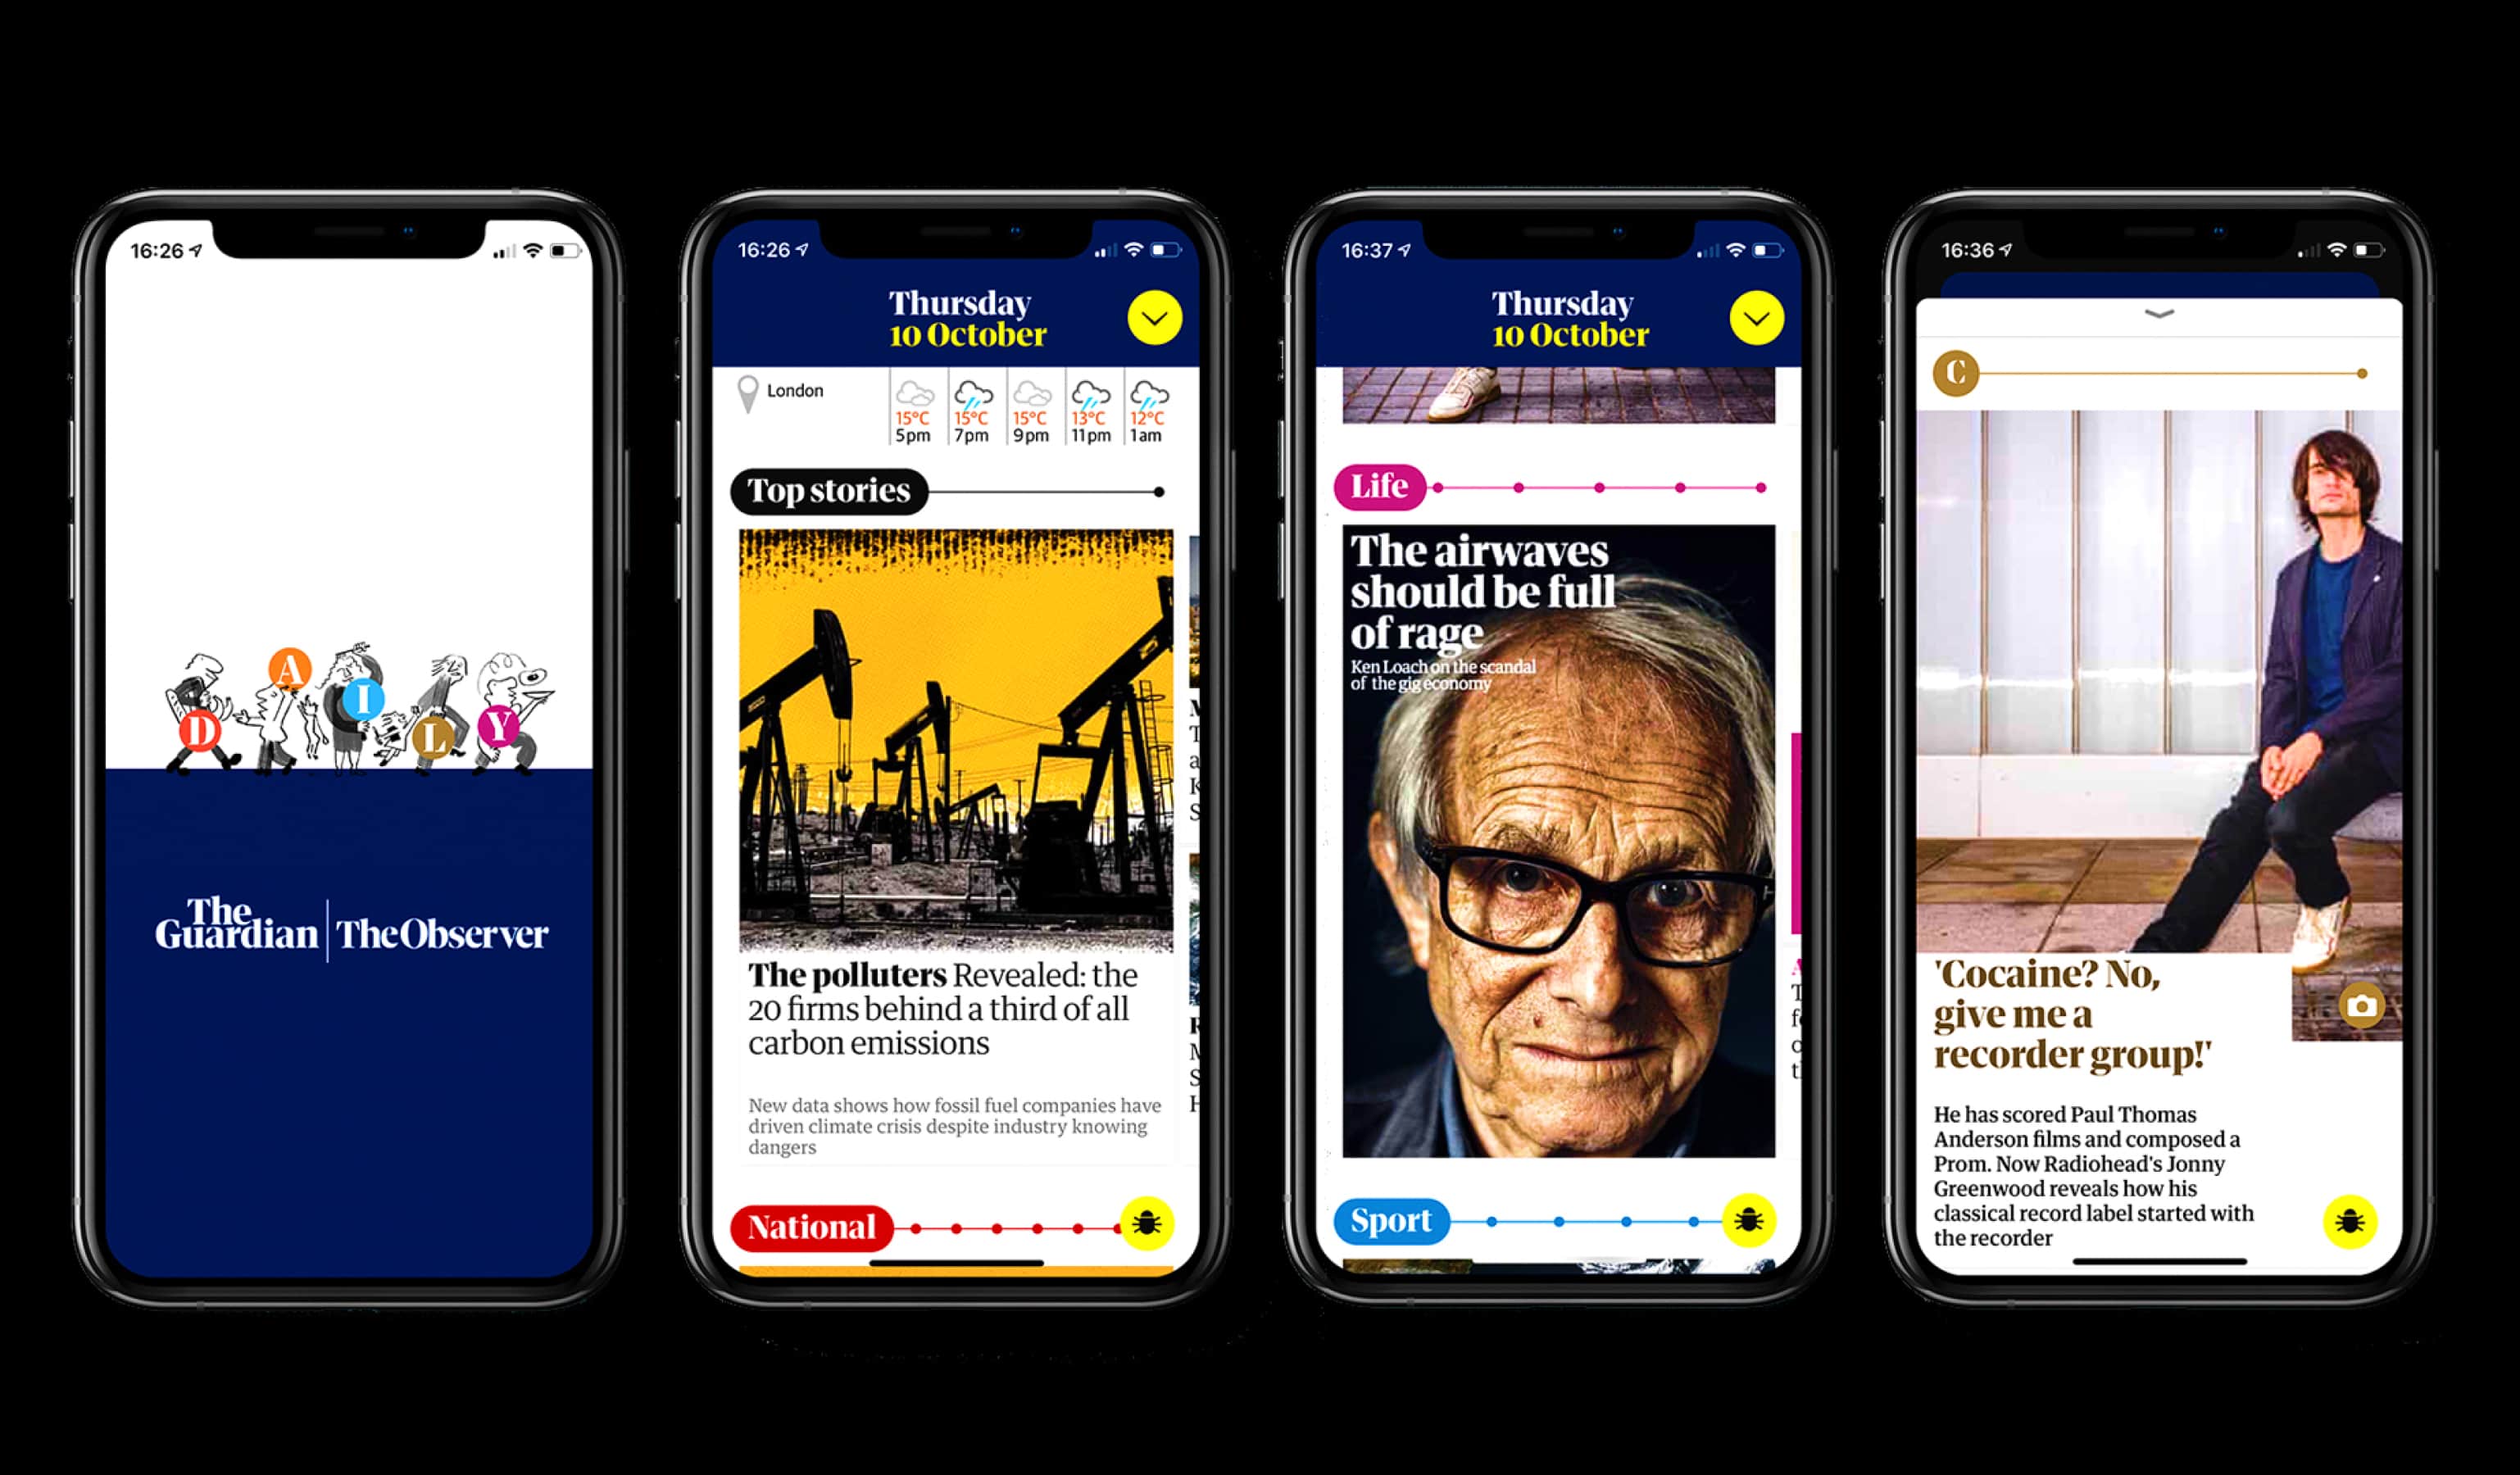 16:26
D
A
I
L
Y
The
Guardian
The Observer
16:26
Thursday
10 October
London
15°C
15°C
15°C
13°C
12°C
5pm
7pm
9pm
11pm
1am
Top stories
The polluters Revealed: the
20 firms behind a third of all
carbon emissions
New data shows how fossil fuel companies have
driven climate crisis despite industry knowing
dangers
National
16:37
Thursday
10 October
Life
The airwaves
should be full
of rage
Ken Loach on the scandal
of the gig economy
Sport
16:36
C
'Cocaine? No,
give me a
recorder group!'
He has scored Paul Thomas
Anderson films and composed a
Prom. Now Radiohead's Jonny
Greenwood reveals how his
classical record label started with
the recorder